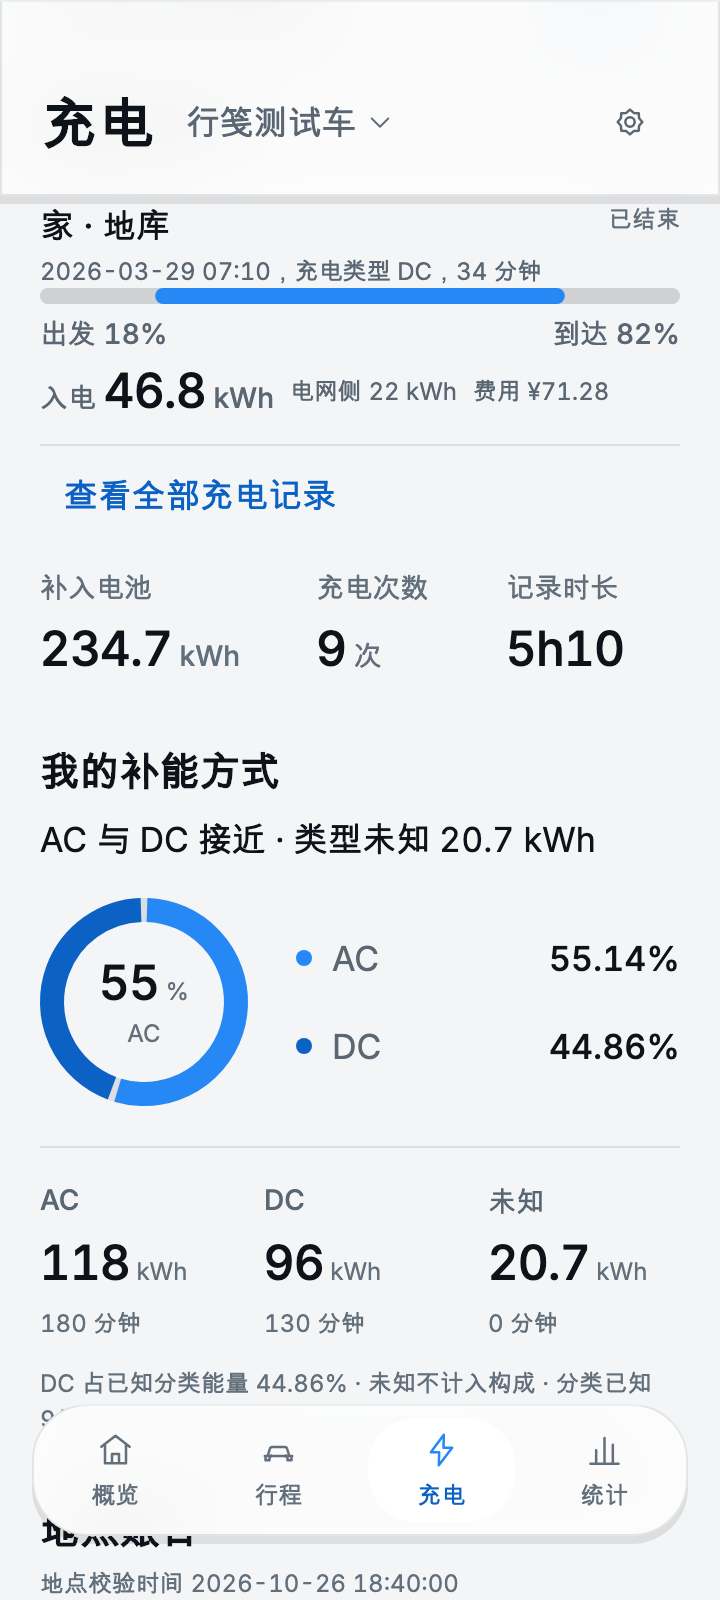 充电 行笺测试车
家 · 地库 已结束
2026-03-29 07:10，充电类型 DC，34 分钟
出发 18% 到达 82%
入电 46.8 kWh 电网侧 22 kWh 费用 ¥71.28
查看全部充电记录
补入电池 充电次数 记录时长
234.7 kWh 9 次 5h10
我的补能方式
AC 与 DC 接近 · 类型未知 20.7 kWh
55 %
AC
AC 55.14%
DC 44.86%
AC DC 未知
118 kWh 96 kWh 20.7 kWh
180 分钟 130 分钟 0 分钟
DC 占已知分类能量 44.86% · 未知不计入构成 · 分类已知
概览 行程 充电 统计
地点校验时间 2026-10-26 18:40:00